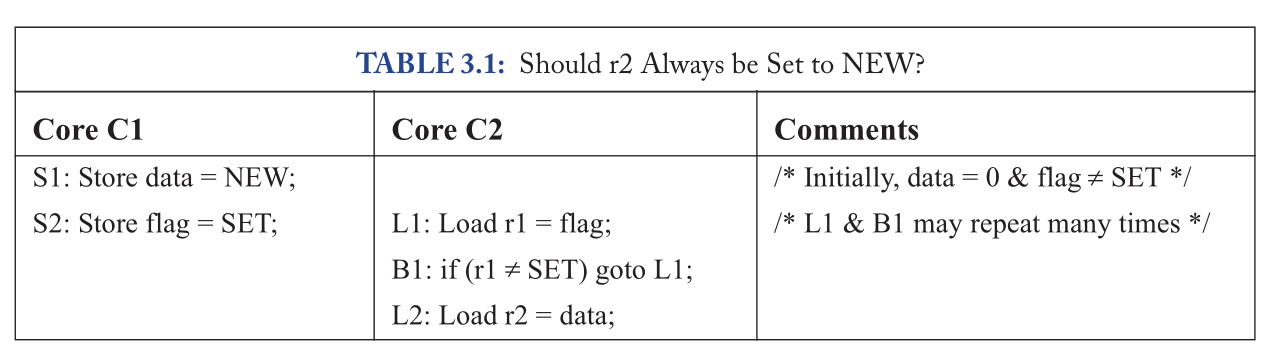 TABLE 3.1: Should r2 Always be Set to NEW?
Core C1 Core C2 Comments
S1: Store data = NEW; /* Initially, data = 0 & flag ≠ SET */
S2: Store flag = SET; L1: Load r1 = flag; /* L1 & B1 may repeat many times */
B1: if (r1 ≠ SET) goto L1;
L2: Load r2 = data;